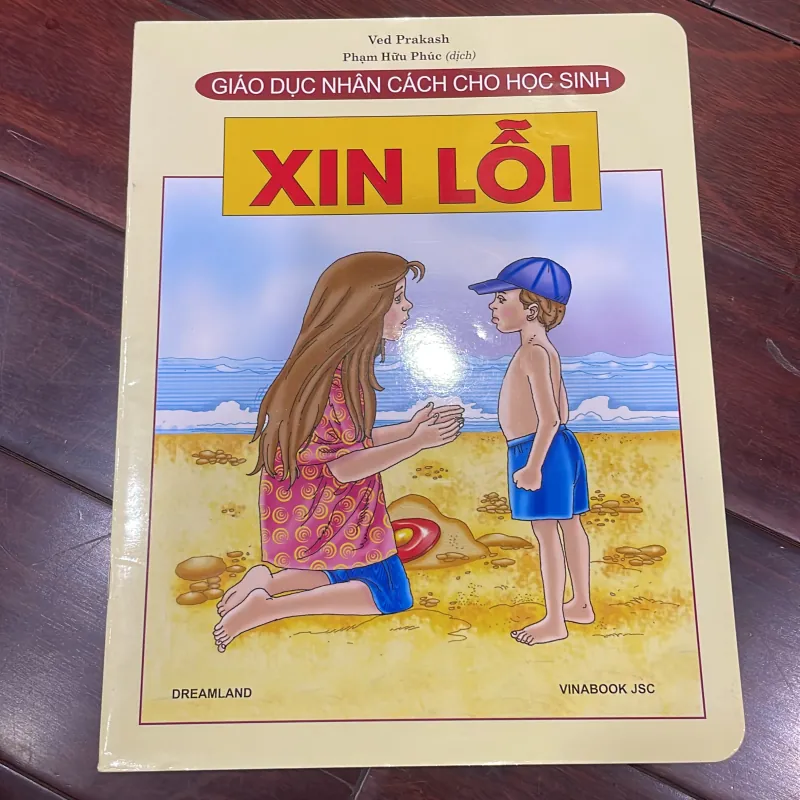 Ved Prakash
Phạm Hữu Phúc (dịch)
GIÁO DỤC NHÂN CÁCH CHO HỌC SINH
XIN LỖI
DREAMLAND
VINABOOK JSC